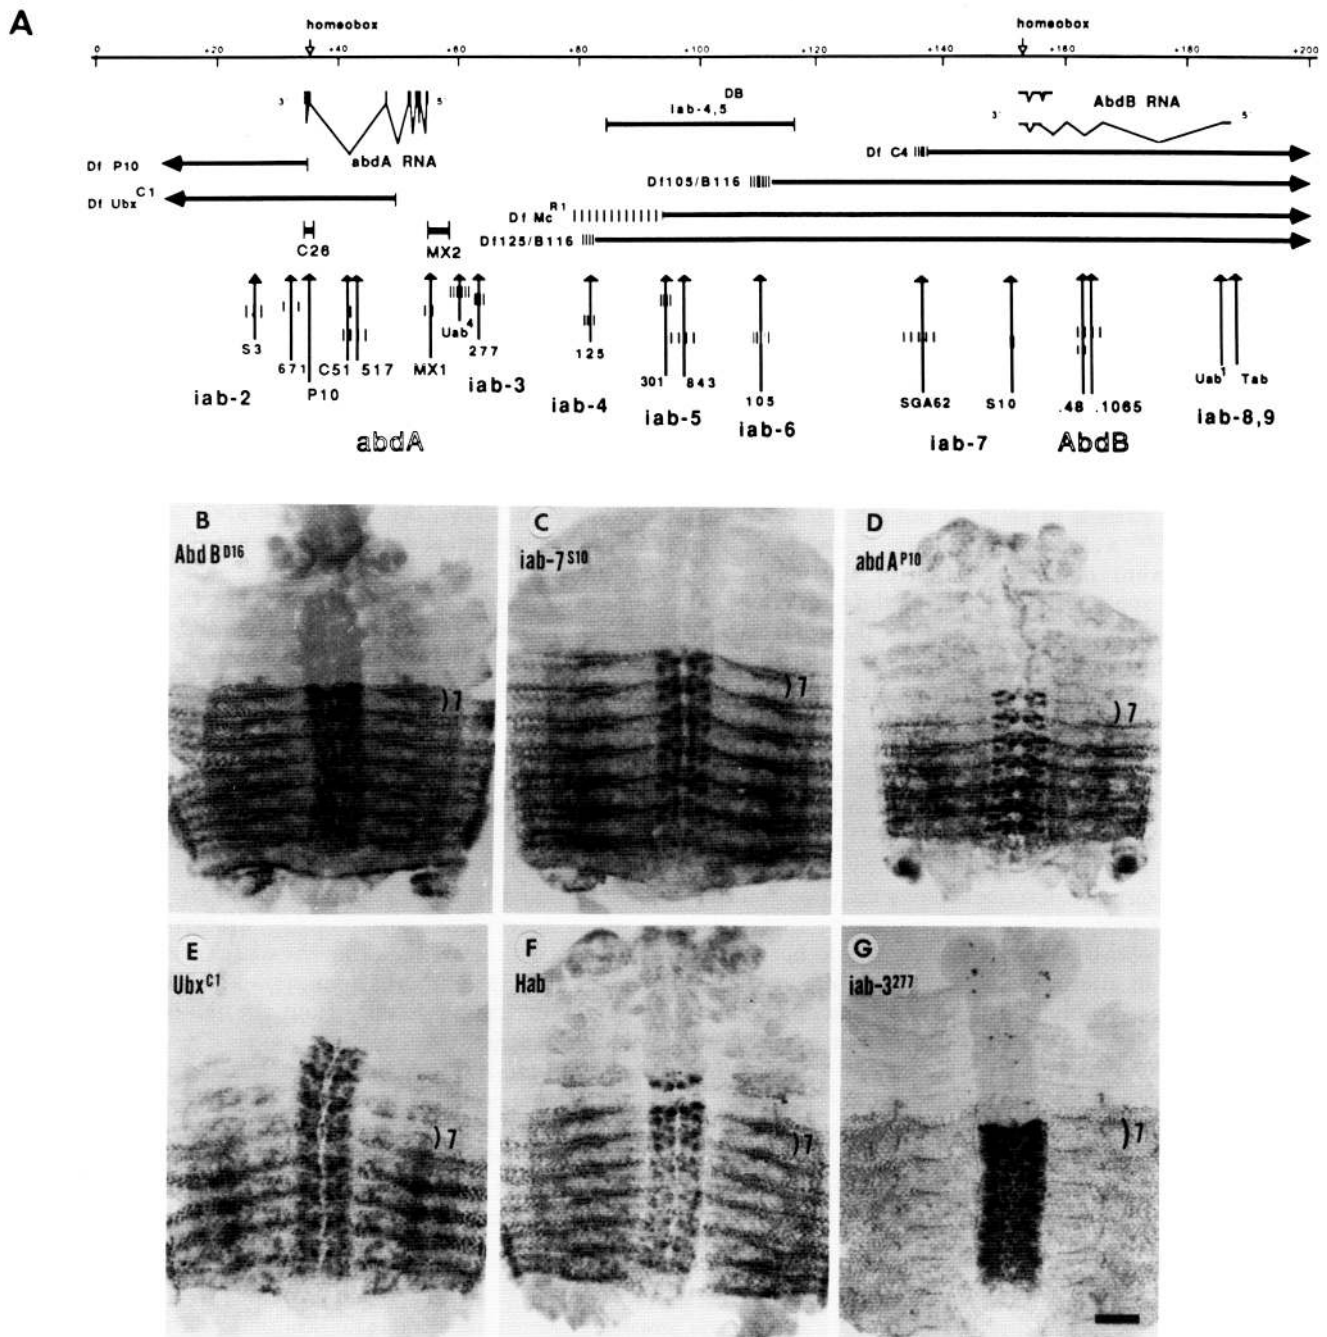 A
homeobox
homeobox
0 +20 +40 +60 +80 +100 +140 +160 +180 +200
3' 5'
abdA RNA
DB
iab-4,5
AbdB RNA
3' 5'
Df P10
Df Ubx C1
C26
MX2
Df C4
Df105/B116
Df Mc R1
Df125/B116
S3
671
P10
C51
517
MX1
Uab 4
277
125
301
843
105
SGA62
S10
.48
.1065
Uab 1
Tab
iab-2
abdA
iab-3
iab-4
iab-5
iab-6
iab-7
AbdB
iab-8,9
B
Abd B D16
)7
C
iab-7 S10
)7
D
abd A P10
)7
E
Ubx C1
)7
F
Hab
)7
G
iab-3 277
)7